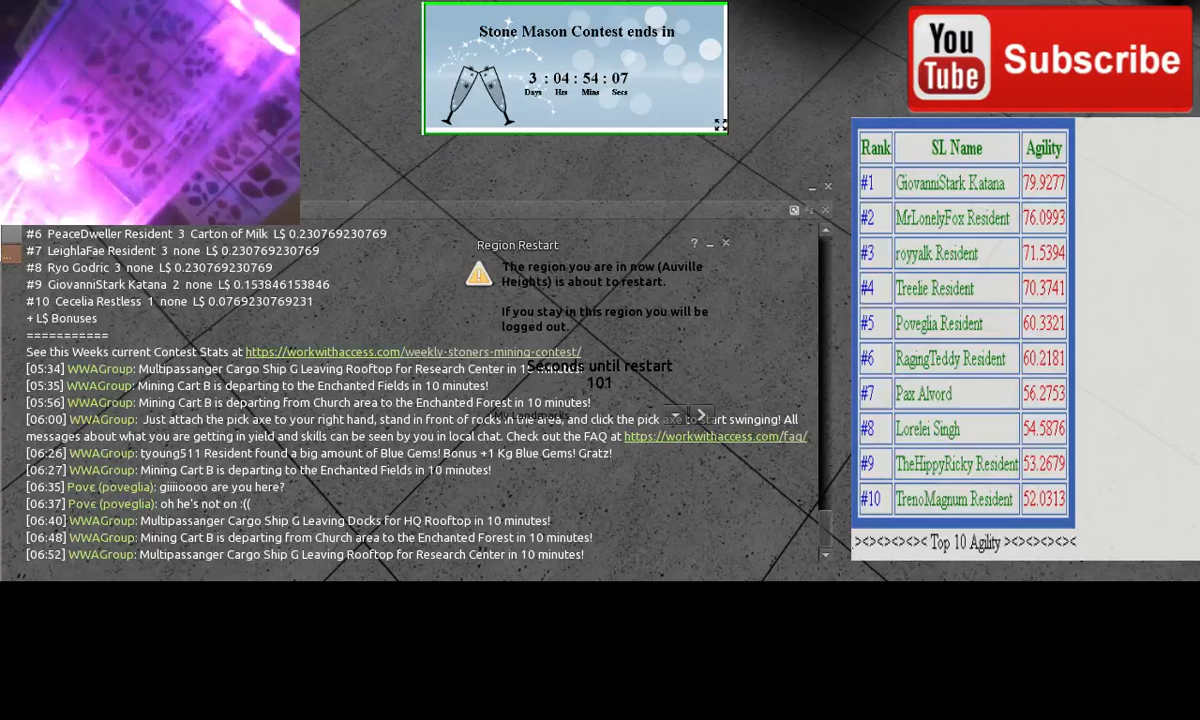 Stone Mason Contest ends in
3 : 04 : 54 : 07
Days Hrs Mins Secs
You Tube Subscribe
#6 PeaceDweller Resident 3 Carton of Milk L$ 0.230769230769
#7 LeighlaFae Resident 3 none L$ 0.230769230769
#8 Ryo Godric 3 none L$ 0.230769230769
#9 GiovanniStark Katana 2 none L$ 0.153846153846
#10 Cecelia Restless 1 none L$ 0.0769230769231
+ L$ Bonuses
===========
See this Weeks current Contest Stats at https://workwithaccess.com/weekly-stoners-mining-contest/
[05:34] WWAGroup: Multipassanger Cargo Ship G Leaving Rooftop for Research Center in 10 minutes!
[05:35] WWAGroup: Mining Cart B is departing to the Enchanted Fields in 10 minutes!
[05:56] WWAGroup: Mining Cart B is departing from Church area to the Enchanted Forest in 10 minutes!
[06:00] WWAGroup: Just attach the pick axe to your right hand, stand in front of rocks in the area, and click the pick axe to start swinging! All
messages about what you are getting in yield and skills can be seen by you in local chat. Check out the FAQ at https://workwithaccess.com/faq/
[06:26] WWAGroup: tyoung511 Resident found a big amount of Blue Gems! Bonus +1 Kg Blue Gems! Gratz!
[06:27] WWAGroup: Mining Cart B is departing to the Enchanted Fields in 10 minutes!
[06:35] Povє (poveglia): giiiioooo are you here?
[06:37] Povє (poveglia): oh he's not on :((
[06:40] WWAGroup: Multipassanger Cargo Ship G Leaving Docks for HQ Rooftop in 10 minutes!
[06:48] WWAGroup: Mining Cart B is departing from Church area to the Enchanted Forest in 10 minutes!
[06:52] WWAGroup: Multipassanger Cargo Ship G Leaving Rooftop for Research Center in 10 minutes!
Region Restart
?
The region you are in now (Auville
Heights) is about to restart.
If you stay in this region you will be
logged out.
Seconds until restart
101
My Landmarks
Rank SL Name Agility
#1 GiovanniStark Katana 79.9277
#2 MrLonelyFox Resident 76.0993
#3 royyalk Resident 71.5394
#4 Treelie Resident 70.3741
#5 Poveglia Resident 60.3321
#6 RagingTeddy Resident 60.2181
#7 Pax Alvord 56.2753
#8 Lorelei Singh 54.5876
#9 TheHippyRicky Resident 53.2679
#10 TrenoMagnum Resident 52.0313
><><><><>< Top 10 Agility ><><><><><